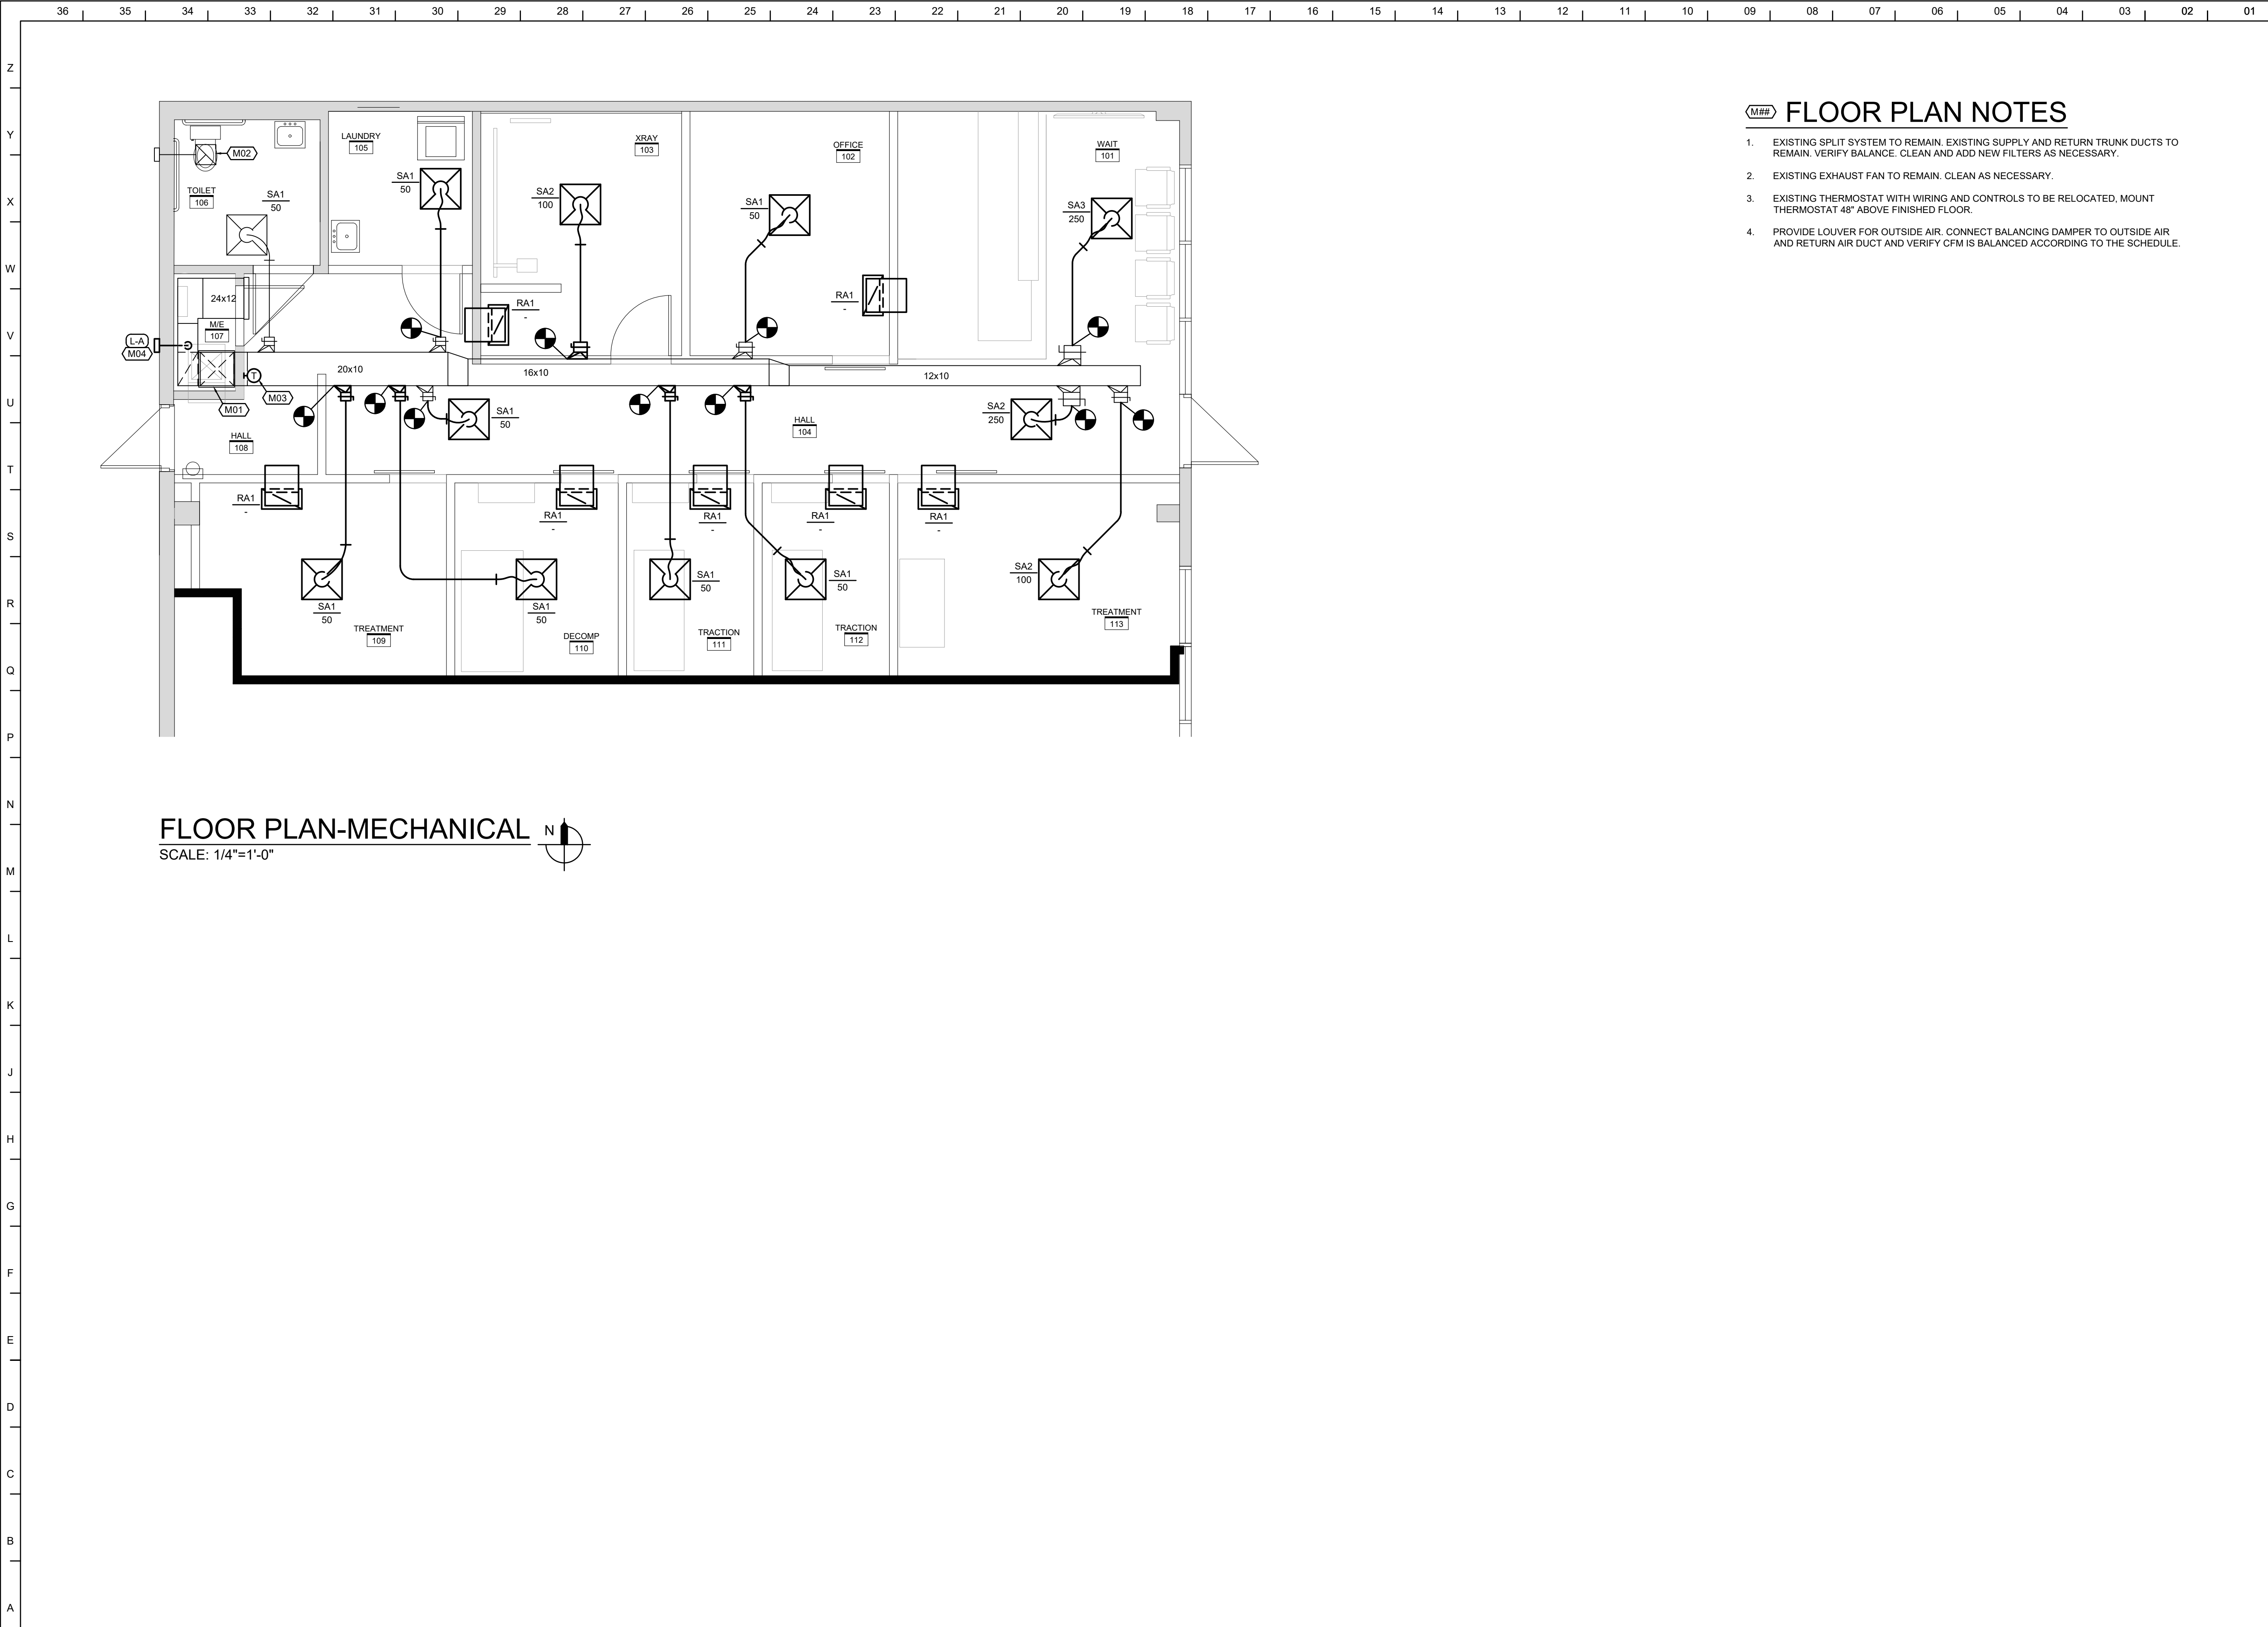 36 35 34 33 32 31 30 29 28 27 26 25 24 23 22 21 20 19 18 17 16 15 14 13 12 11 10 09 08 07 06 05 04 03 02 01
Z
Y
X
W
V
U
T
S
R
Q
P
N
M
L
K
J
H
G
F
E
D
C
B
A
M## FLOOR PLAN NOTES
1. EXISTING SPLIT SYSTEM TO REMAIN. EXISTING SUPPLY AND RETURN TRUNK DUCTS TO
REMAIN. VERIFY BALANCE. CLEAN AND ADD NEW FILTERS AS NECESSARY.
2. EXISTING EXHAUST FAN TO REMAIN. CLEAN AS NECESSARY.
3. EXISTING THERMOSTAT WITH WIRING AND CONTROLS TO BE RELOCATED, MOUNT
THERMOSTAT 48" ABOVE FINISHED FLOOR.
4. PROVIDE LOUVER FOR OUTSIDE AIR. CONNECT BALANCING DAMPER TO OUTSIDE AIR
AND RETURN AIR DUCT AND VERIFY CFM IS BALANCED ACCORDING TO THE SCHEDULE.
LAUNDRY
105
XRAY
103
OFFICE
102
WAIT
101
M02
TOILET
106
SA1
50
SA1
50
SA2
100
SA1
50
SA3
250
24x12
M/E
107
L-A
M04
RA1
-
RA1
-
20x10
16x10
12x10
T
M03
M01
SA1
50
SA2
250
HALL
104
HALL
108
RA1
-
RA1
-
RA1
-
RA1
-
RA1
-
SA1
50
SA1
50
SA1
50
SA1
50
SA2
100
TREATMENT
109
DECOMP
110
TRACTION
111
TRACTION
112
TREATMENT
113
FLOOR PLAN-MECHANICAL
SCALE: 1/4"=1'-0"
N